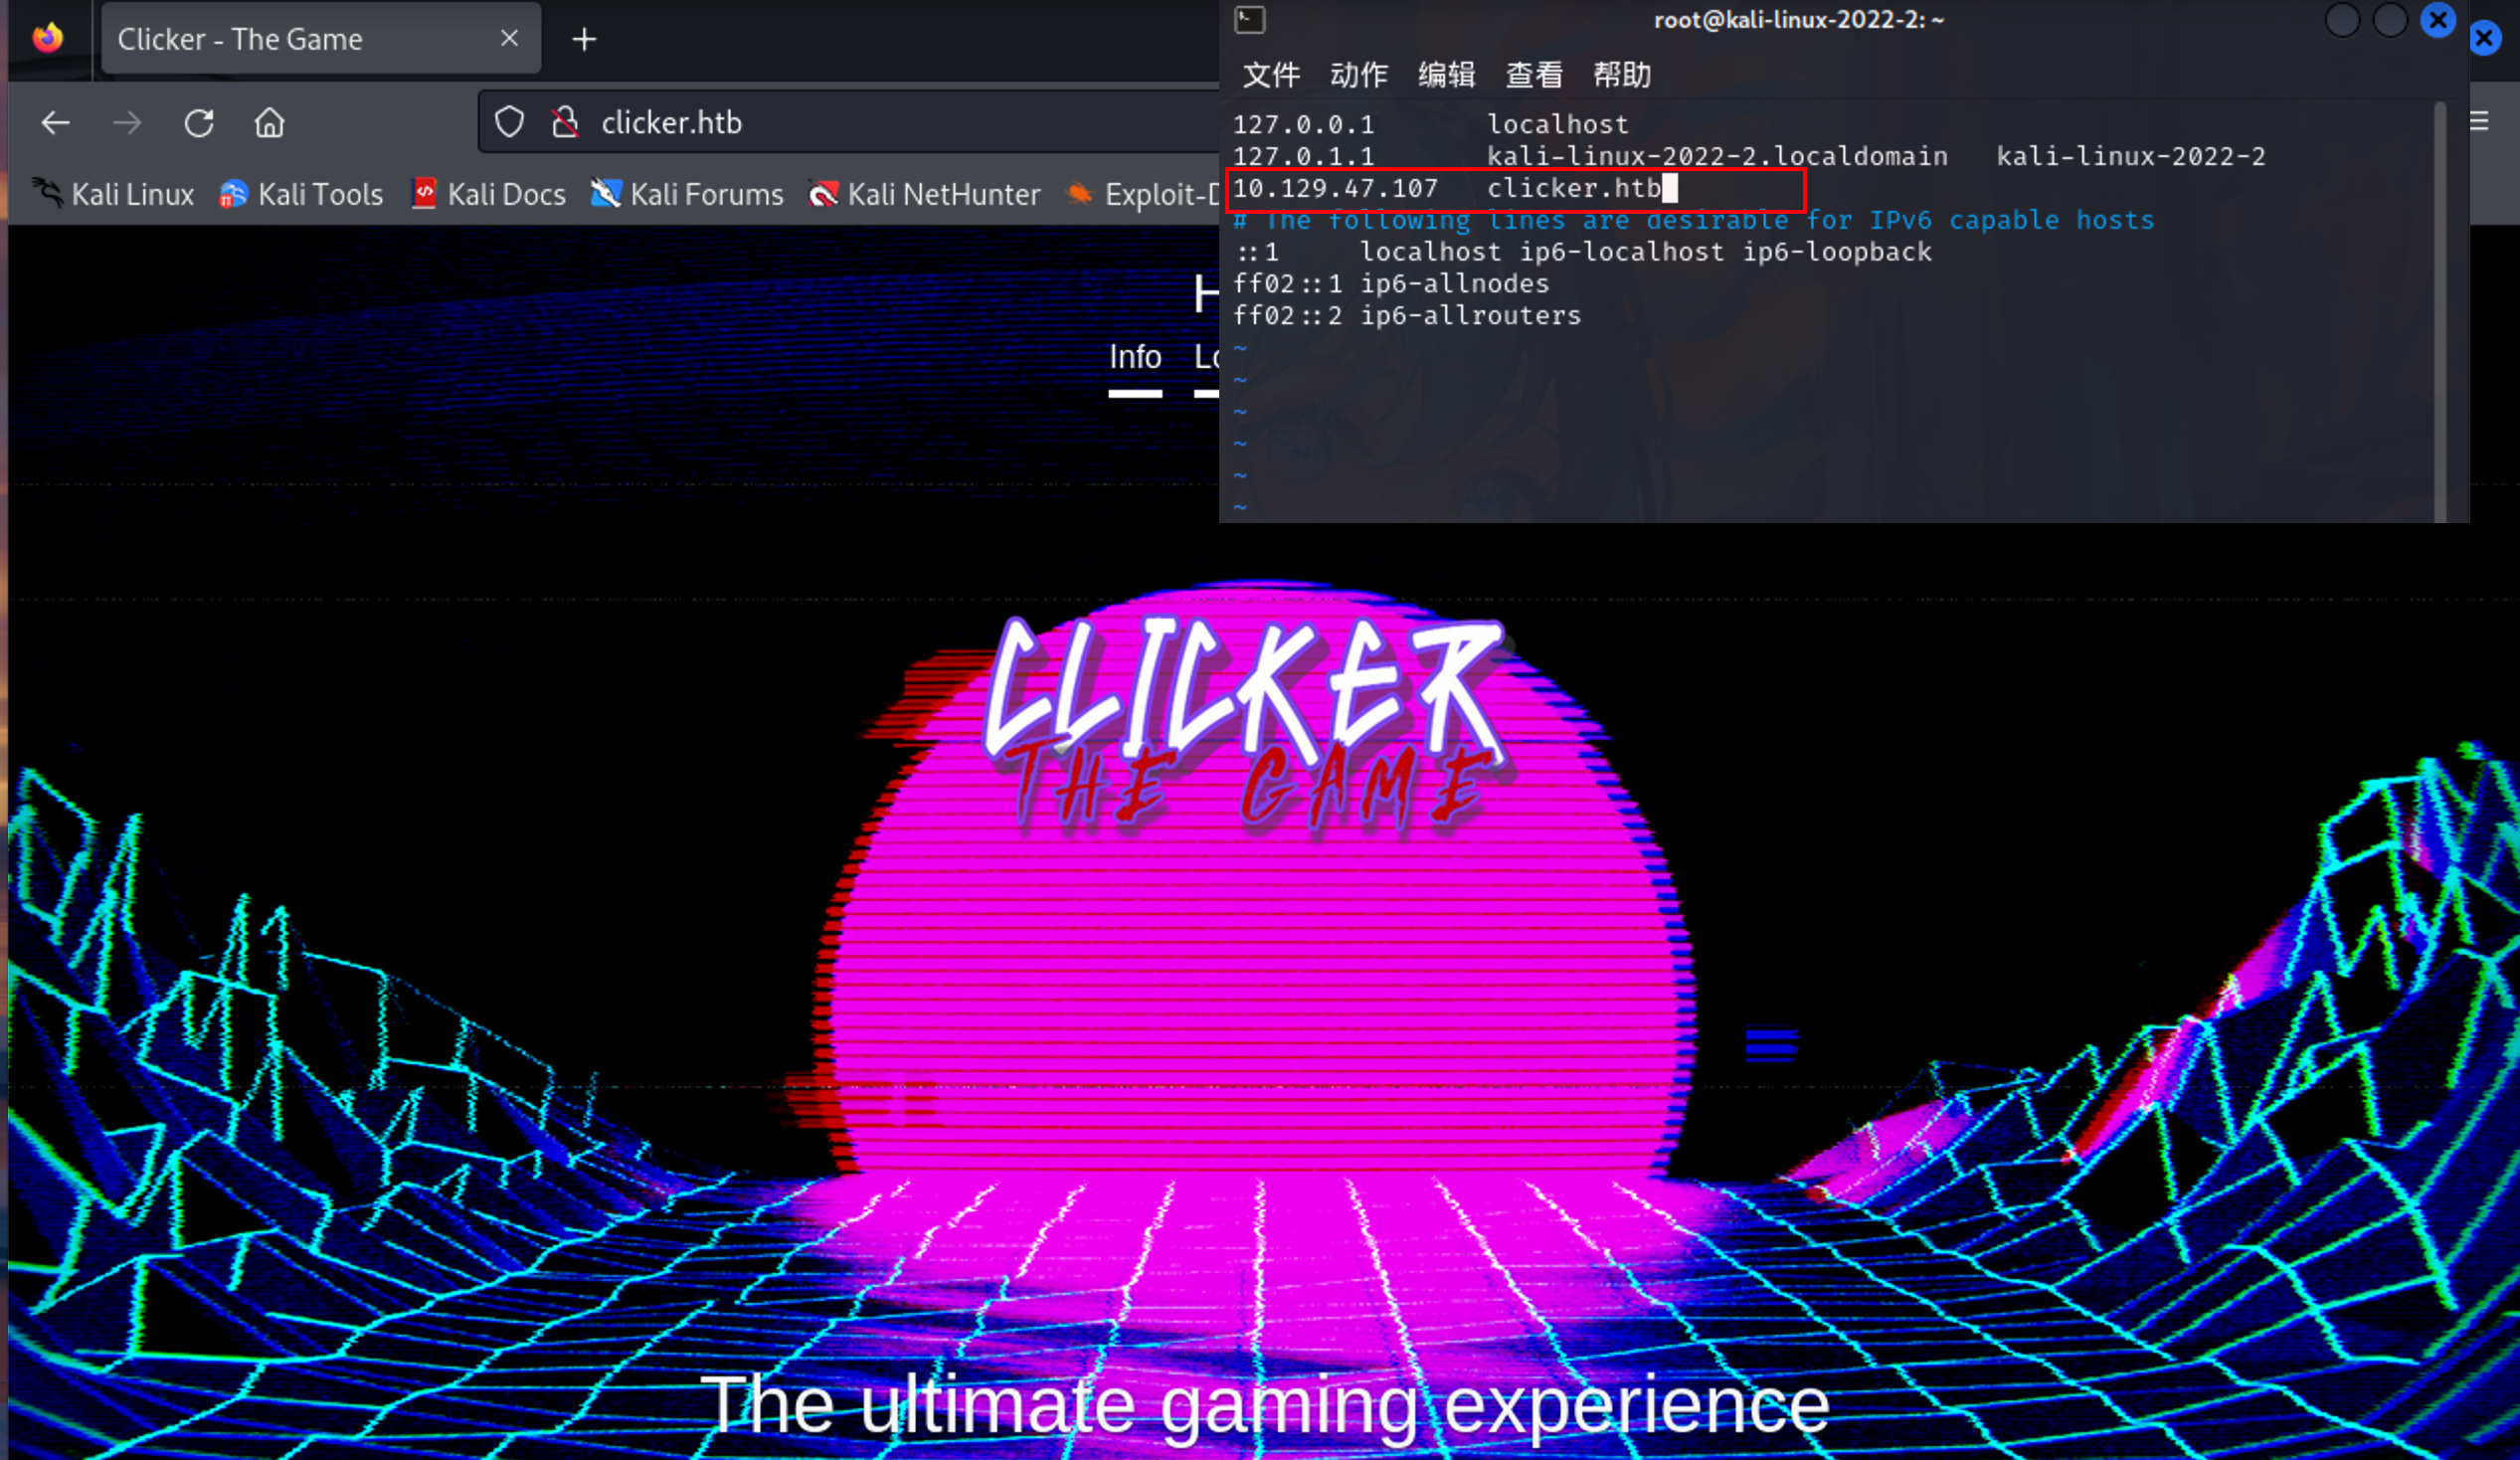 Clicker - The Game
clicker.htb
Kali Linux Kali Tools Kali Docs Kali Forums Kali NetHunter Exploit-D
root@kali-linux-2022-2: ~
文件 动作 编辑 查看 帮助
127.0.0.1 localhost
127.0.1.1 kali-linux-2022-2.localdomain kali-linux-2022-2
10.129.47.107 clicker.htb
# The following lines are desirable for IPv6 capable hosts
::1 localhost ip6-localhost ip6-loopback
ff02::1 ip6-allnodes
ff02::2 ip6-allrouters
~
~
~
~
~
~
Info
CLICKER
THE GAME
The ultimate gaming experience